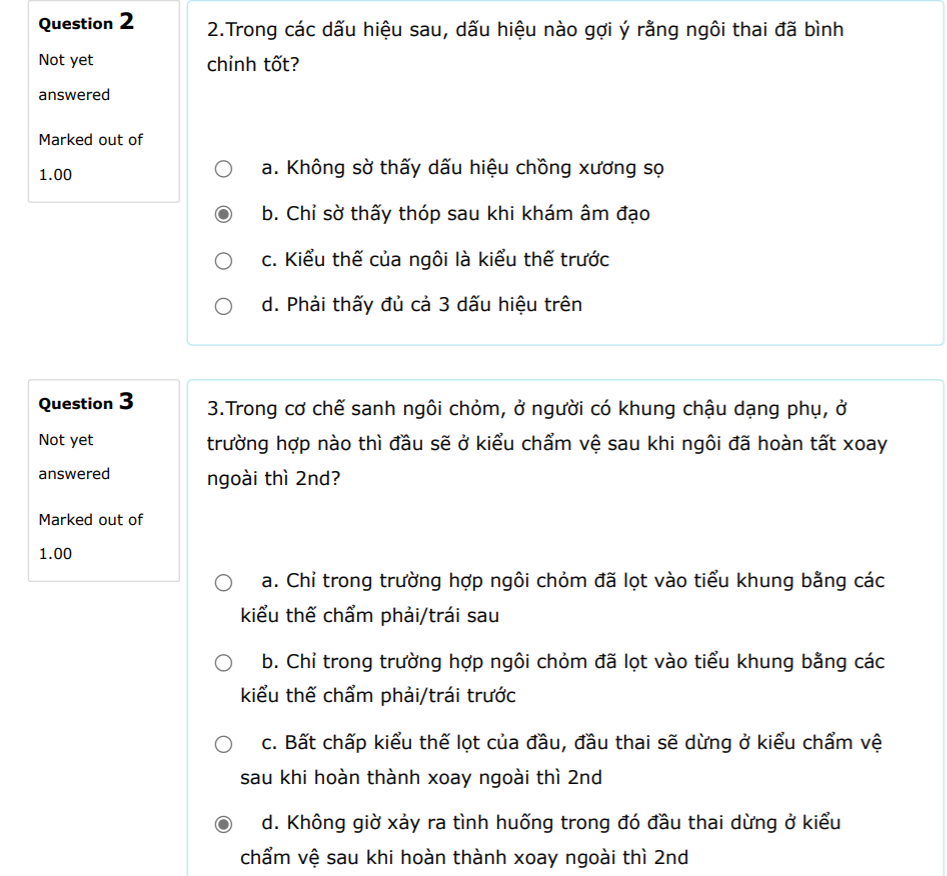 Question 2
Not yet
answered
Marked out of
1.00
2.Trong các dấu hiệu sau, dấu hiệu nào gợi ý rằng ngôi thai đã bình
chỉnh tốt?
a. Không sờ thấy dấu hiệu chồng xương sọ
b. Chỉ sờ thấy thóp sau khi khám âm đạo
c. Kiểu thế của ngôi là kiểu thế trước
d. Phải thấy đủ cả 3 dấu hiệu trên
Question 3
Not yet
answered
Marked out of
1.00
3.Trong cơ chế sanh ngôi chỏm, ở người có khung chậu dạng phụ, ở
trường hợp nào thì đầu sẽ ở kiểu chẩm vệ sau khi ngôi đã hoàn tất xoay
ngoài thì 2nd?
a. Chỉ trong trường hợp ngôi chỏm đã lọt vào tiểu khung bằng các
kiểu thế chẩm phải/trái sau
b. Chỉ trong trường hợp ngôi chỏm đã lọt vào tiểu khung bằng các
kiểu thế chẩm phải/trái trước
c. Bất chấp kiểu thế lọt của đầu, đầu thai sẽ dừng ở kiểu chẩm vệ
sau khi hoàn thành xoay ngoài thì 2nd
d. Không giờ xảy ra tình huống trong đó đầu thai dừng ở kiểu
chẩm vệ sau khi hoàn thành xoay ngoài thì 2nd